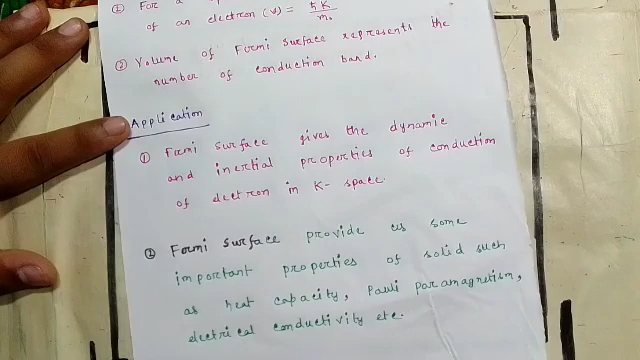 ① For a
of an electron (v) = ħK/m₀
② Volume of Fermi surface represents the
number of conduction band.
Application
① Fermi surface gives the dynamic
and inertial properties of conduction
of electron in K-space.
② Fermi surface provide us some
important properties of solid such
as heat capacity, Pauli paramagnetism,
electrical conductivity etc.